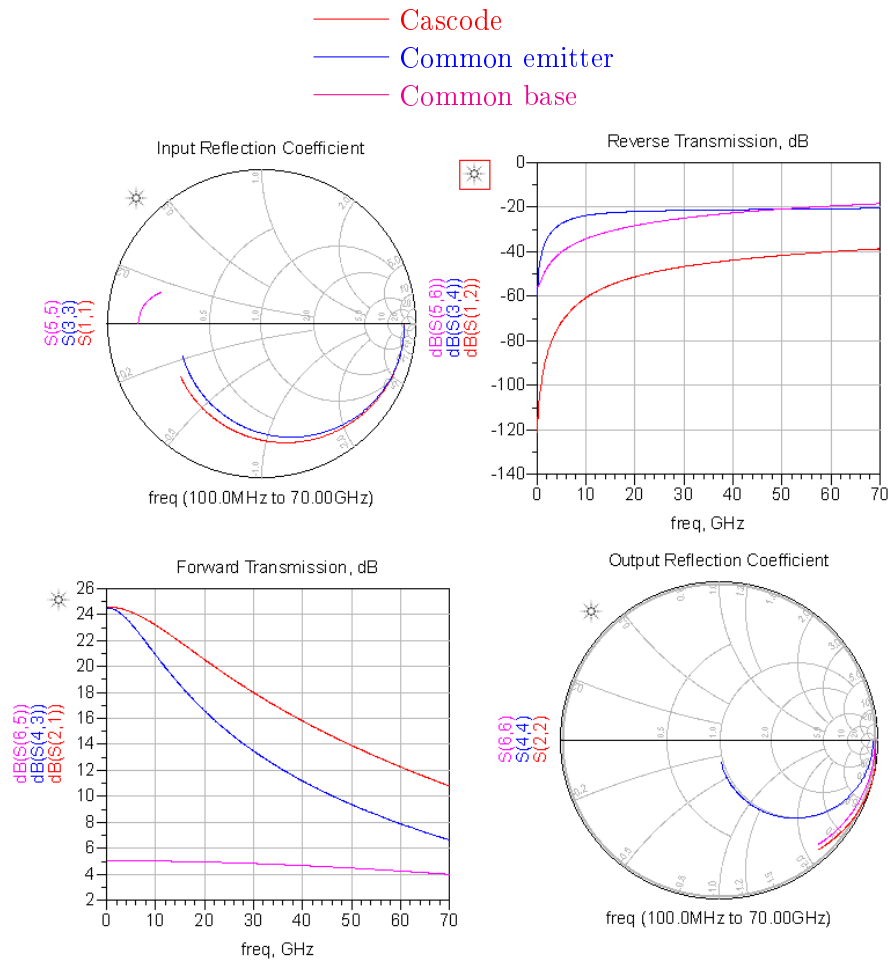 Cascode
Common emitter
Common base
Input Reflection Coefficient
S(5,5)
S(3,3)
S(1,1)
freq (100.0MHz to 70.00GHz)
Reverse Transmission, dB
dB(S(5,6))
dB(S(3,4))
dB(S(1,2))
0
-20
-40
-60
-80
-100
-120
-140
0 10 20 30 40 50 60 70
freq, GHz
Forward Transmission, dB
dB(S(6,5))
dB(S(4,3))
dB(S(2,1))
26
24
22
20
18
16
14
12
10
8
6
4
2
0 10 20 30 40 50 60 70
freq, GHz
Output Reflection Coefficient
S(6,6)
S(4,4)
S(2,2)
freq (100.0MHz to 70.00GHz)